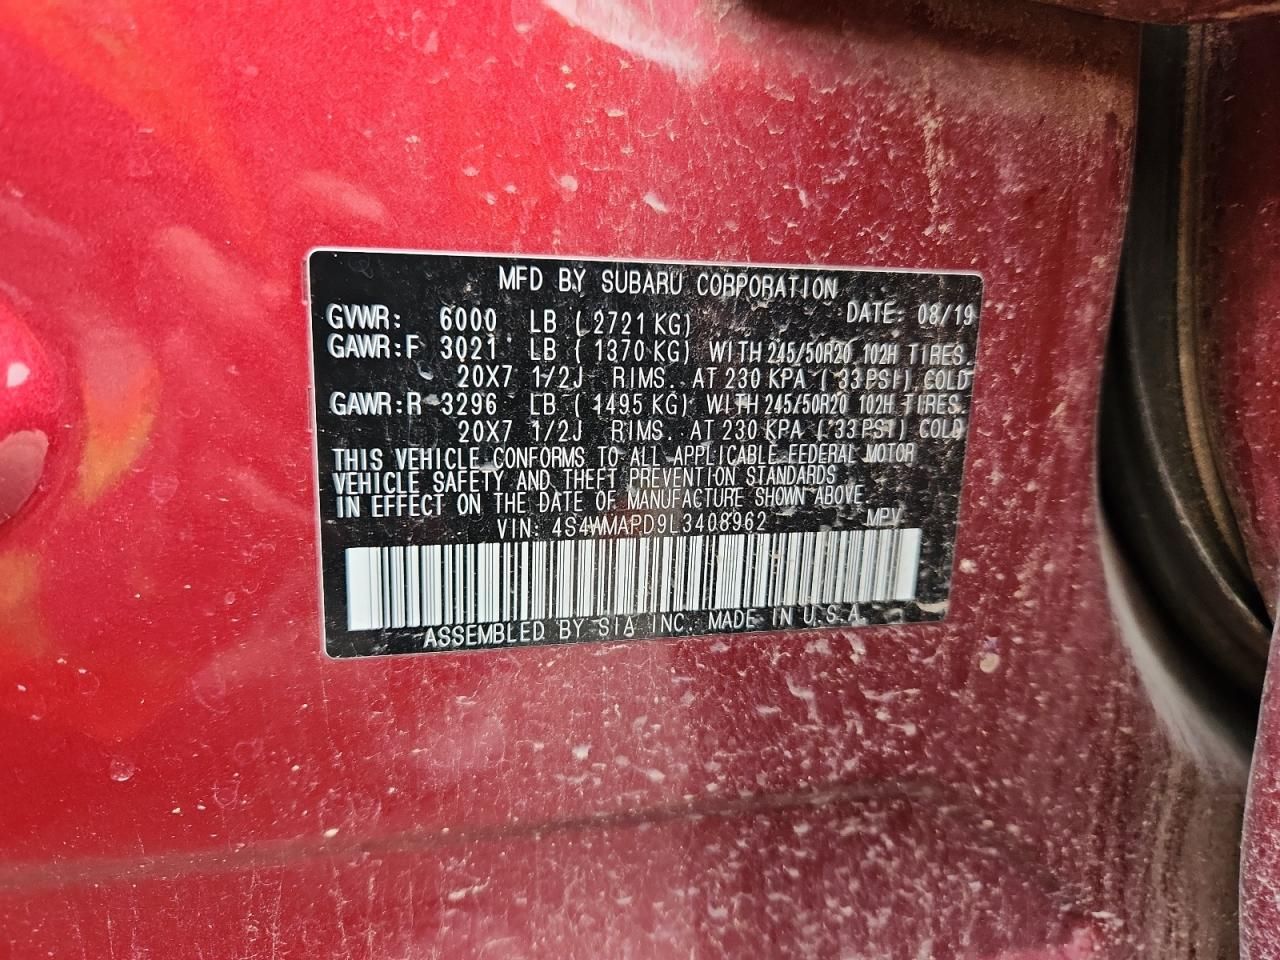 MFD BY SUBARU CORPORATION
GVWR: 6000 LB ( 2721 KG) DATE: 08/19
GAWR:F 3021 LB ( 1370 KG) WITH 245/50R20 102H TIRES.
20X7 1/2J RIMS. AT 230 KPA ( 33 PSI) COLD
GAWR:R 3296 LB ( 1495 KG) WITH 245/50R20 102H TIRES.
20X7 1/2J RIMS. AT 230 KPA ( 33 PSI) COLD
THIS VEHICLE CONFORMS TO ALL APPLICABLE FEDERAL MOTOR
VEHICLE SAFETY AND THEFT PREVENTION STANDARDS
IN EFFECT ON THE DATE OF MANUFACTURE SHOWN ABOVE.
VIN: 4S4WMAPD9L3408962 MPV
ASSEMBLED BY SIA INC. MADE IN U.S.A.